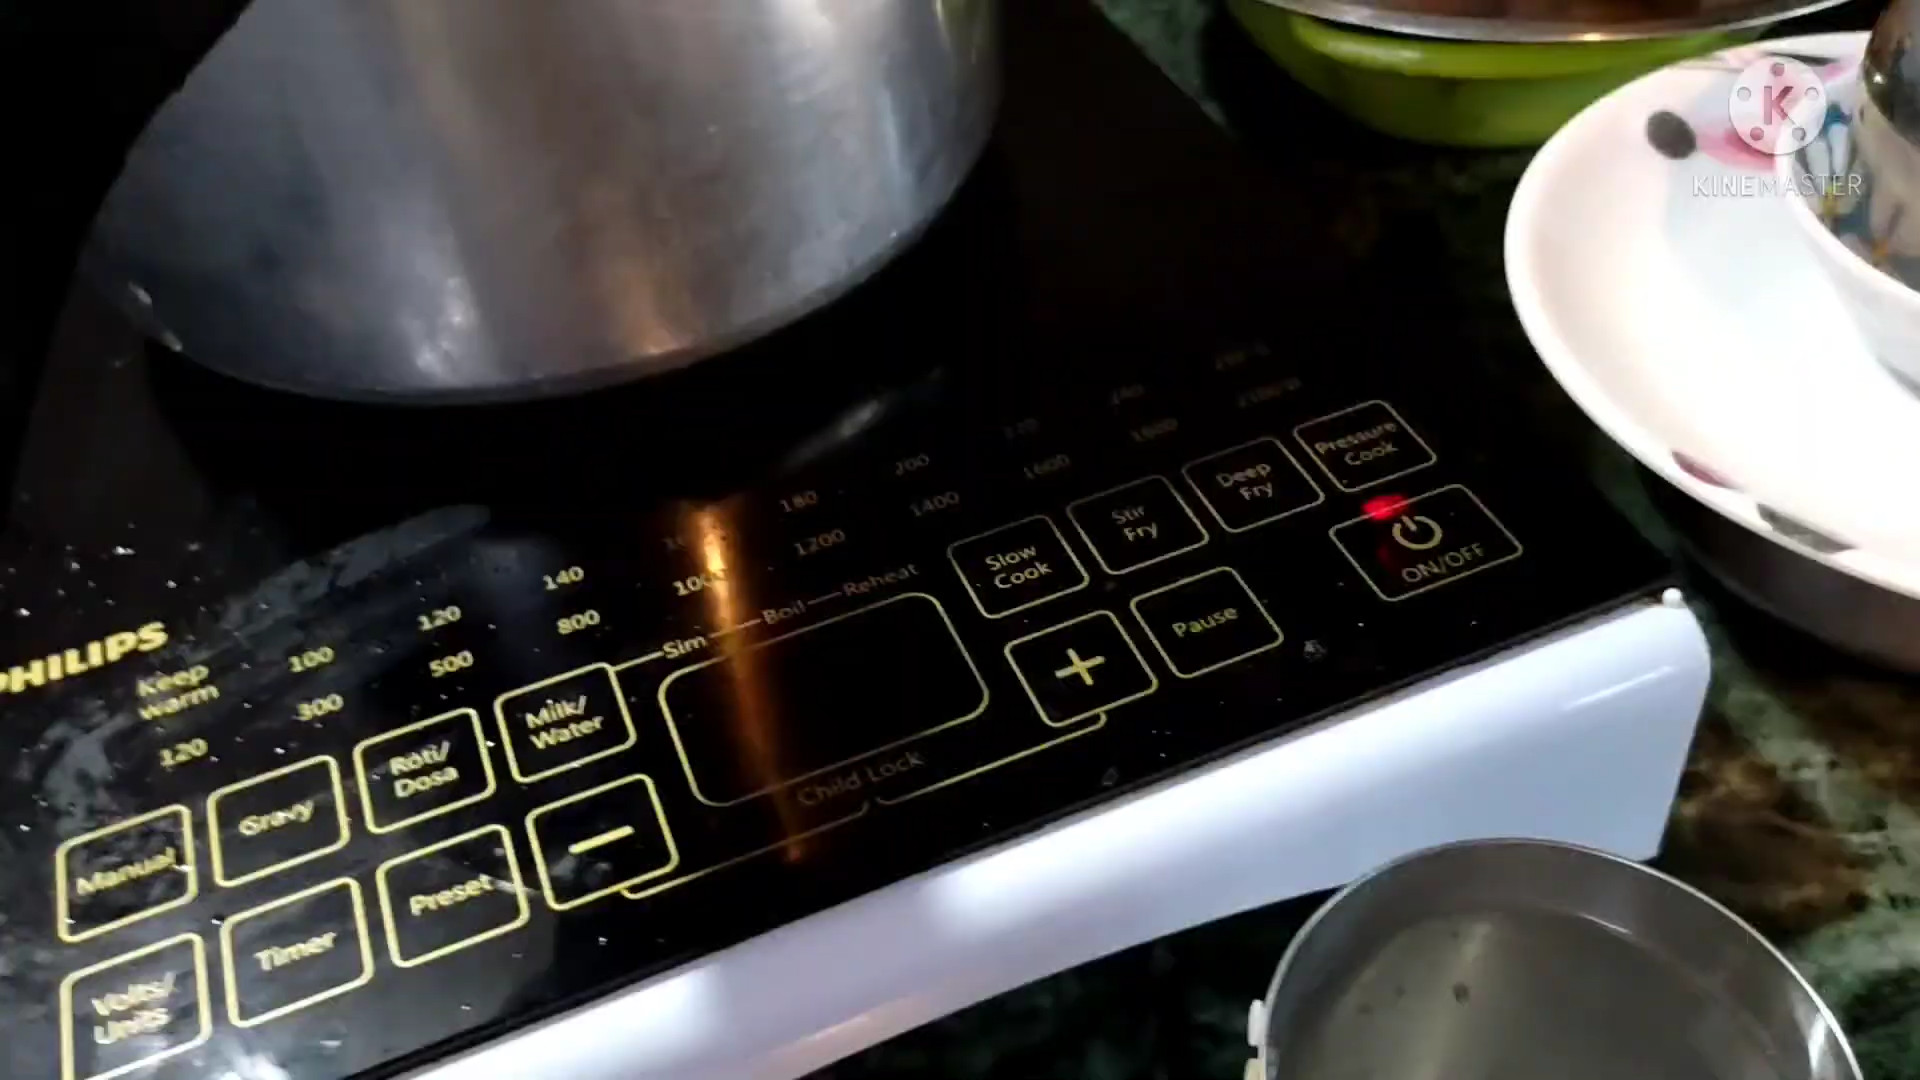 KINEMASTER
PHILIPS
Keep
warm
100
120
140
180
200
120
300
500
800
1200
1400
1600
1800
Sim
Boil
Reheat
Manual
Gravy
Roti/
Dosa
Milk/
Water
Slow
Cook
Stir
Fry
Deep
Fry
Pressure
Cook
Volts/
Units
Timer
Preset
−
+
Pause
ON/OFF
Child Lock